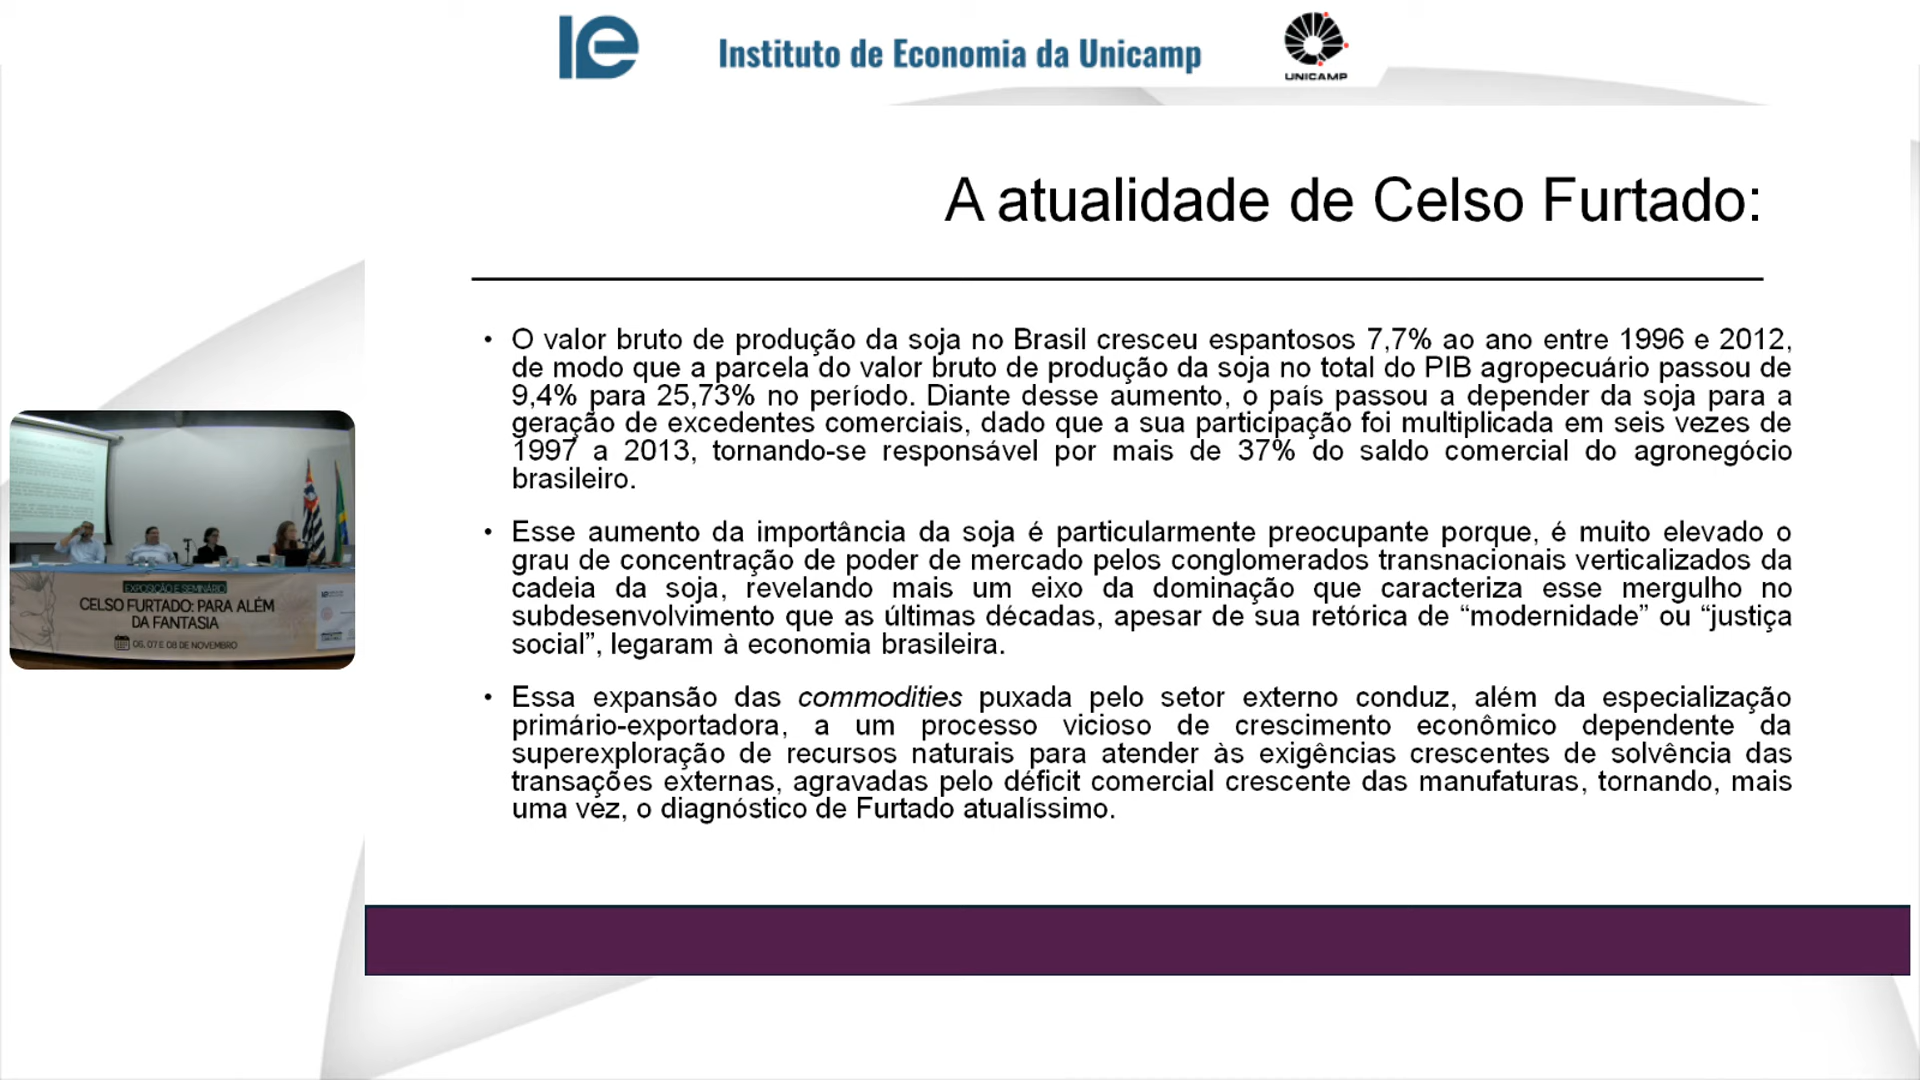 Instituto de Economia da Unicamp
UNICAMP
A atualidade de Celso Furtado:
• O valor bruto de produção da soja no Brasil cresceu espantosos 7,7% ao ano entre 1996 e 2012,
de modo que a parcela do valor bruto de produção da soja no total do PIB agropecuário passou de
9,4% para 25,73% no período. Diante desse aumento, o país passou a depender da soja para a
geração de excedentes comerciais, dado que a sua participação foi multiplicada em seis vezes de
1997 a 2013, tornando-se responsável por mais de 37% do saldo comercial do agronegócio
brasileiro.
• Esse aumento da importância da soja é particularmente preocupante porque, é muito elevado o
grau de concentração de poder de mercado pelos conglomerados transnacionais verticalizados da
cadeia da soja, revelando mais um eixo da dominação que caracteriza esse mergulho no
subdesenvolvimento que as últimas décadas, apesar de sua retórica de “modernidade” ou “justiça
social”, legaram à economia brasileira.
• Essa expansão das commodities puxada pelo setor externo conduz, além da especialização
primário-exportadora, a um processo vicioso de crescimento econômico dependente da
superexploração de recursos naturais para atender às exigências crescentes de solvência das
transações externas, agravadas pelo déficit comercial crescente das manufaturas, tornando, mais
uma vez, o diagnóstico de Furtado atualíssimo.
EXPOSIÇÃO E SEMINÁRIO
CELSO FURTADO: PARA ALÉM
DA FANTASIA
06, 07 E 08 DE NOVEMBRO